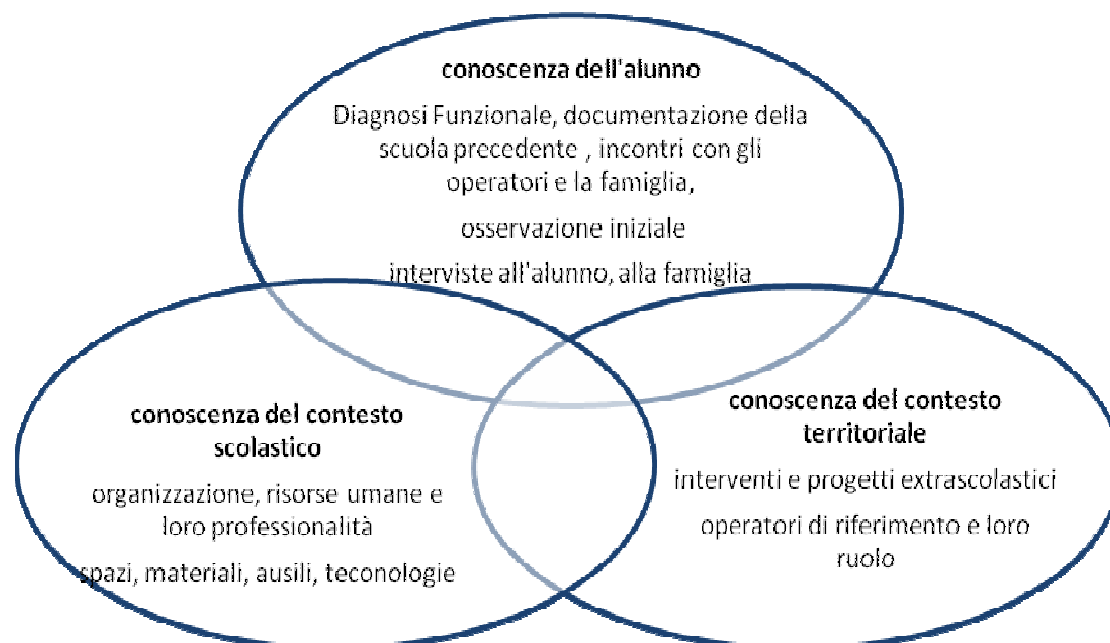 conoscenza dell'alunno
Diagnosi Funzionale, documentazione della
scuola precedente , incontri con gli
operatori e la famiglia,
osservazione iniziale
interviste all'alunno, alla famiglia
conoscenza del contesto
scolastico
organizzazione, risorse umane e
loro professionalità
spazi, materiali, ausili, teconologie
conoscenza del contesto
territoriale
interventi e progetti extrascolastici
operatori di riferimento e loro
ruolo